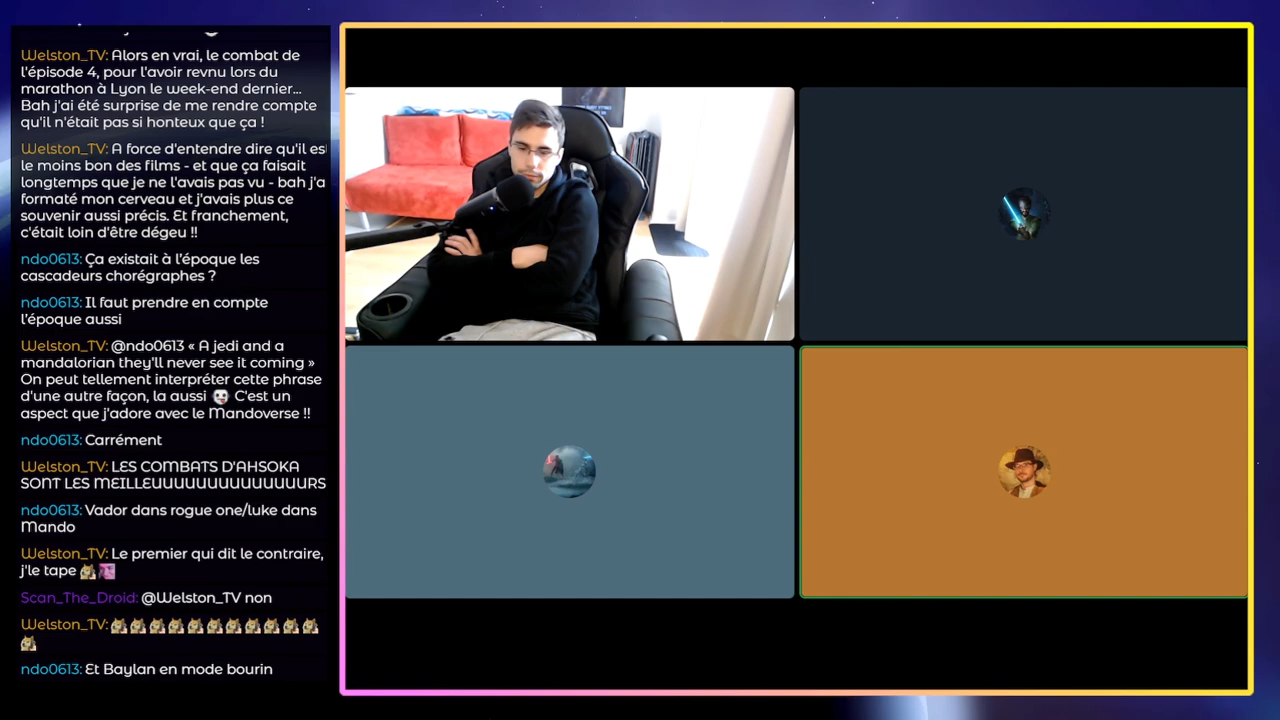 Welston_TV: Alors en vrai, le combat de
l'épisode 4, pour l'avoir revnu lors du
marathon à Lyon le week-end dernier...
Bah j'ai été surprise de me rendre compte
qu'il n'était pas si honteux que ça !
Welston_TV: A force d'entendre dire qu'il es
le moins bon des films - et que ça faisait
longtemps que je ne l'avais pas vu - bah j'a
formaté mon cerveau et j'avais plus ce
souvenir aussi précis. Et franchement,
c'était loin d'être dégeu !!
ndo0613: Ça existait à l'époque les
cascadeurs chorégraphes ?
ndo0613: Il faut prendre en compte
l'époque aussi
Welston_TV: @ndo0613 « A jedi and a
mandalorian they'll never see it coming »
On peut tellement interpréter cette phrase
d'une autre façon, la aussi C'est un
aspect que j'adore avec le Mandoverse !!
ndo0613: Carrément
Welston_TV: LES COMBATS D'AHSOKA
SONT LES MEILLEUUUUUUUUUUUUUUURS
ndo0613: Vador dans rogue one/luke dans
Mando
Welston_TV: Le premier qui dit le contraire,
j'le tape
Scan_The_Droid: @Welston_TV non
Welston_TV:
ndo0613: Et Baylan en mode bourin